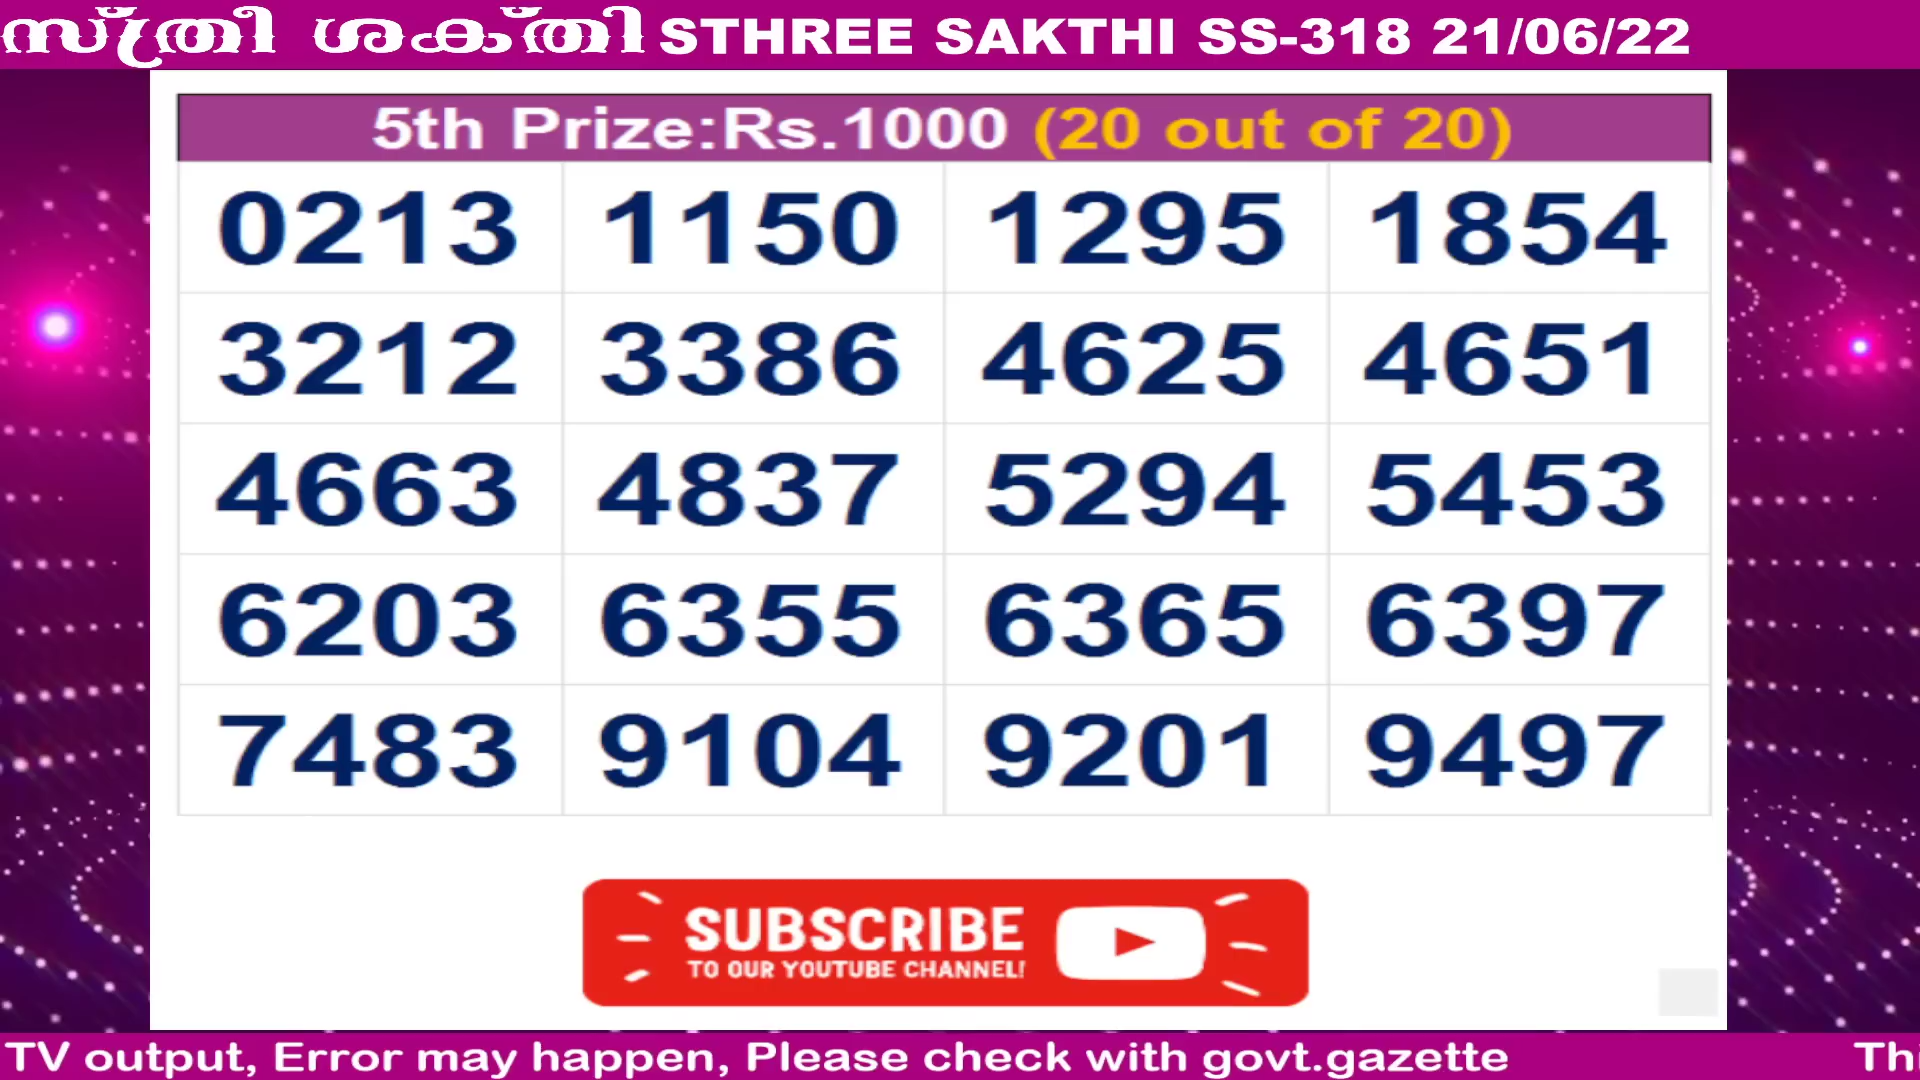 സ്ത്രീ ശക്തി STHREE SAKTHI SS-318 21/06/22
5th Prize:Rs.1000 (20 out of 20)
0213 1150 1295 1854
3212 3386 4625 4651
4663 4837 5294 5453
6203 6355 6365 6397
7483 9104 9201 9497
SUBSCRIBE
TO OUR YOUTUBE CHANNEL!
TV output, Error may happen, Please check with govt.gazette